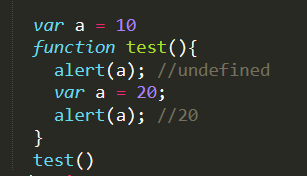 var a = 10
function test(){
  alert(a); //undefined
  var a = 20;
  alert(a); //20
}
test()